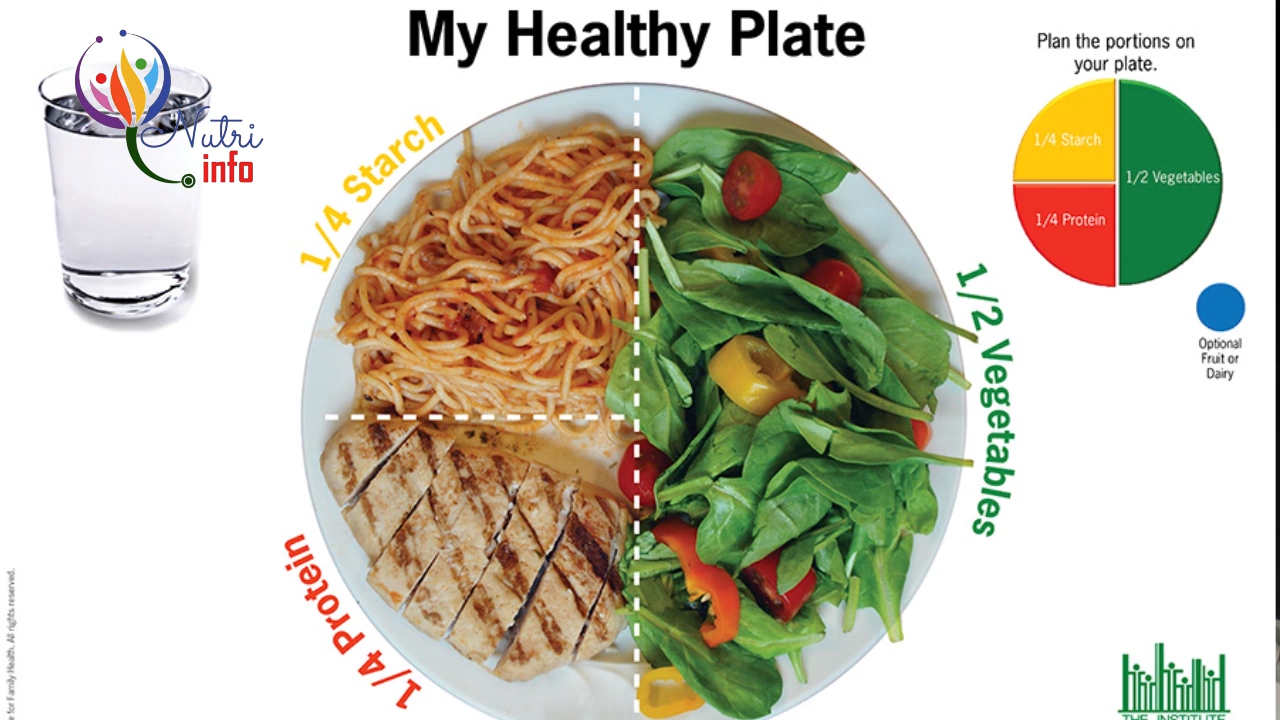 My Healthy Plate
Nutri
info
1/4 Starch
1/2 Vegetables
1/4 Protein
Plan the portions on
your plate.
1/4 Starch
1/2 Vegetables
1/4 Protein
Optional
Fruit or
Dairy
e for Family Health. All rights reserved.
THE INSTITUTE